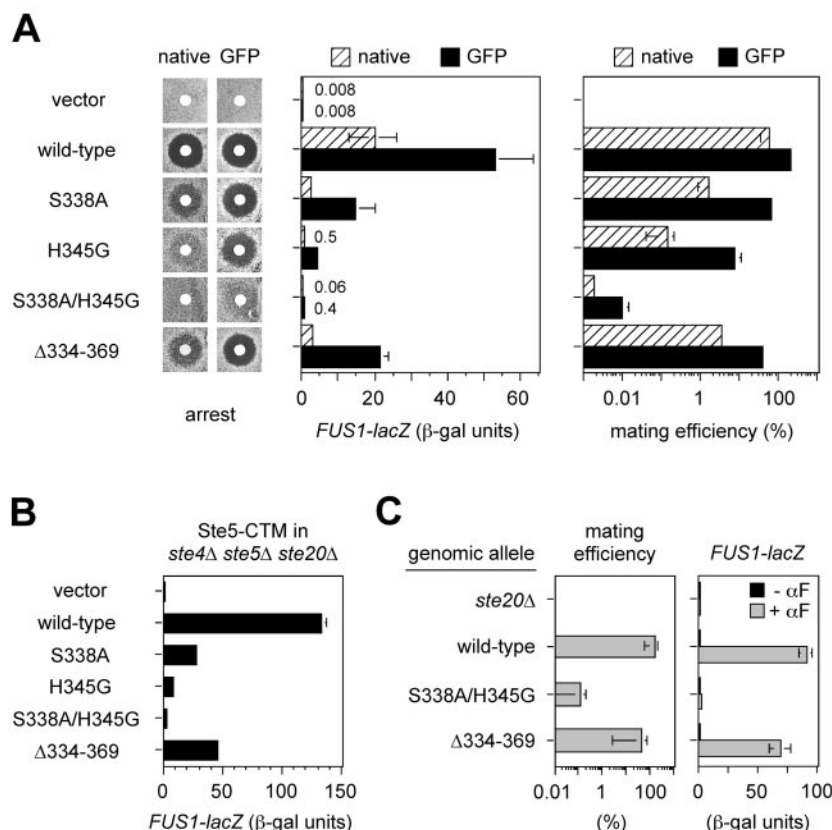 A
native GFP
native GFP
native GFP
vector
0.008
0.008
wild-type
S338A
H345G
0.5
S338A/H345G
0.06
0.4
Δ334-369
arrest
0 20 40 60
FUS1-lacZ (β-gal units)
0.01 1 100
mating efficiency (%)
B
Ste5-CTM in
ste4Δ ste5Δ ste20Δ
vector
wild-type
S338A
H345G
S338A/H345G
Δ334-369
0 50 100 150
FUS1-lacZ (β-gal units)
C
genomic allele
mating
efficiency
FUS1-lacZ
ste20Δ
- αF
+ αF
wild-type
S338A/H345G
Δ334-369
0.01 1 100
(%)
0 50 100
(β-gal units)